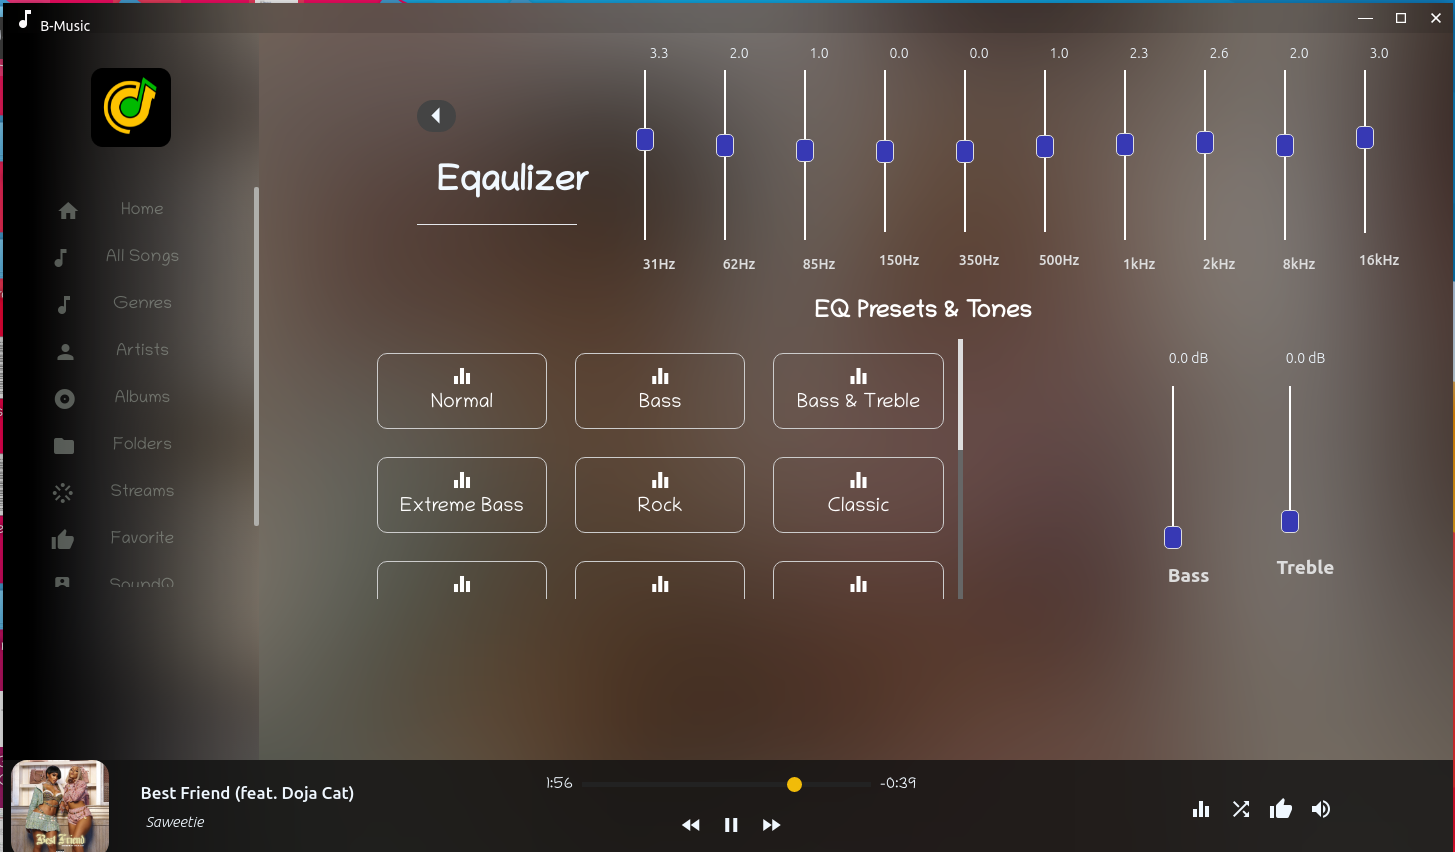 B-Music
3.3 2.0 1.0 0.0 0.0 1.0 2.3 2.6 2.0 3.0
Eqaulizer
31Hz 62Hz 85Hz 150Hz 350Hz 500Hz 1kHz 2kHz 8kHz 16kHz
Home
All Songs
Genres
Artists
Albums
Folders
Streams
Favorite
SoundQ
EQ Presets & Tones
Normal Bass Bass & Treble
Extreme Bass Rock Classic
0.0 dB 0.0 dB
Bass Treble
Best Friend
Best Friend (feat. Doja Cat)
Saweetie
1:56 -0:39